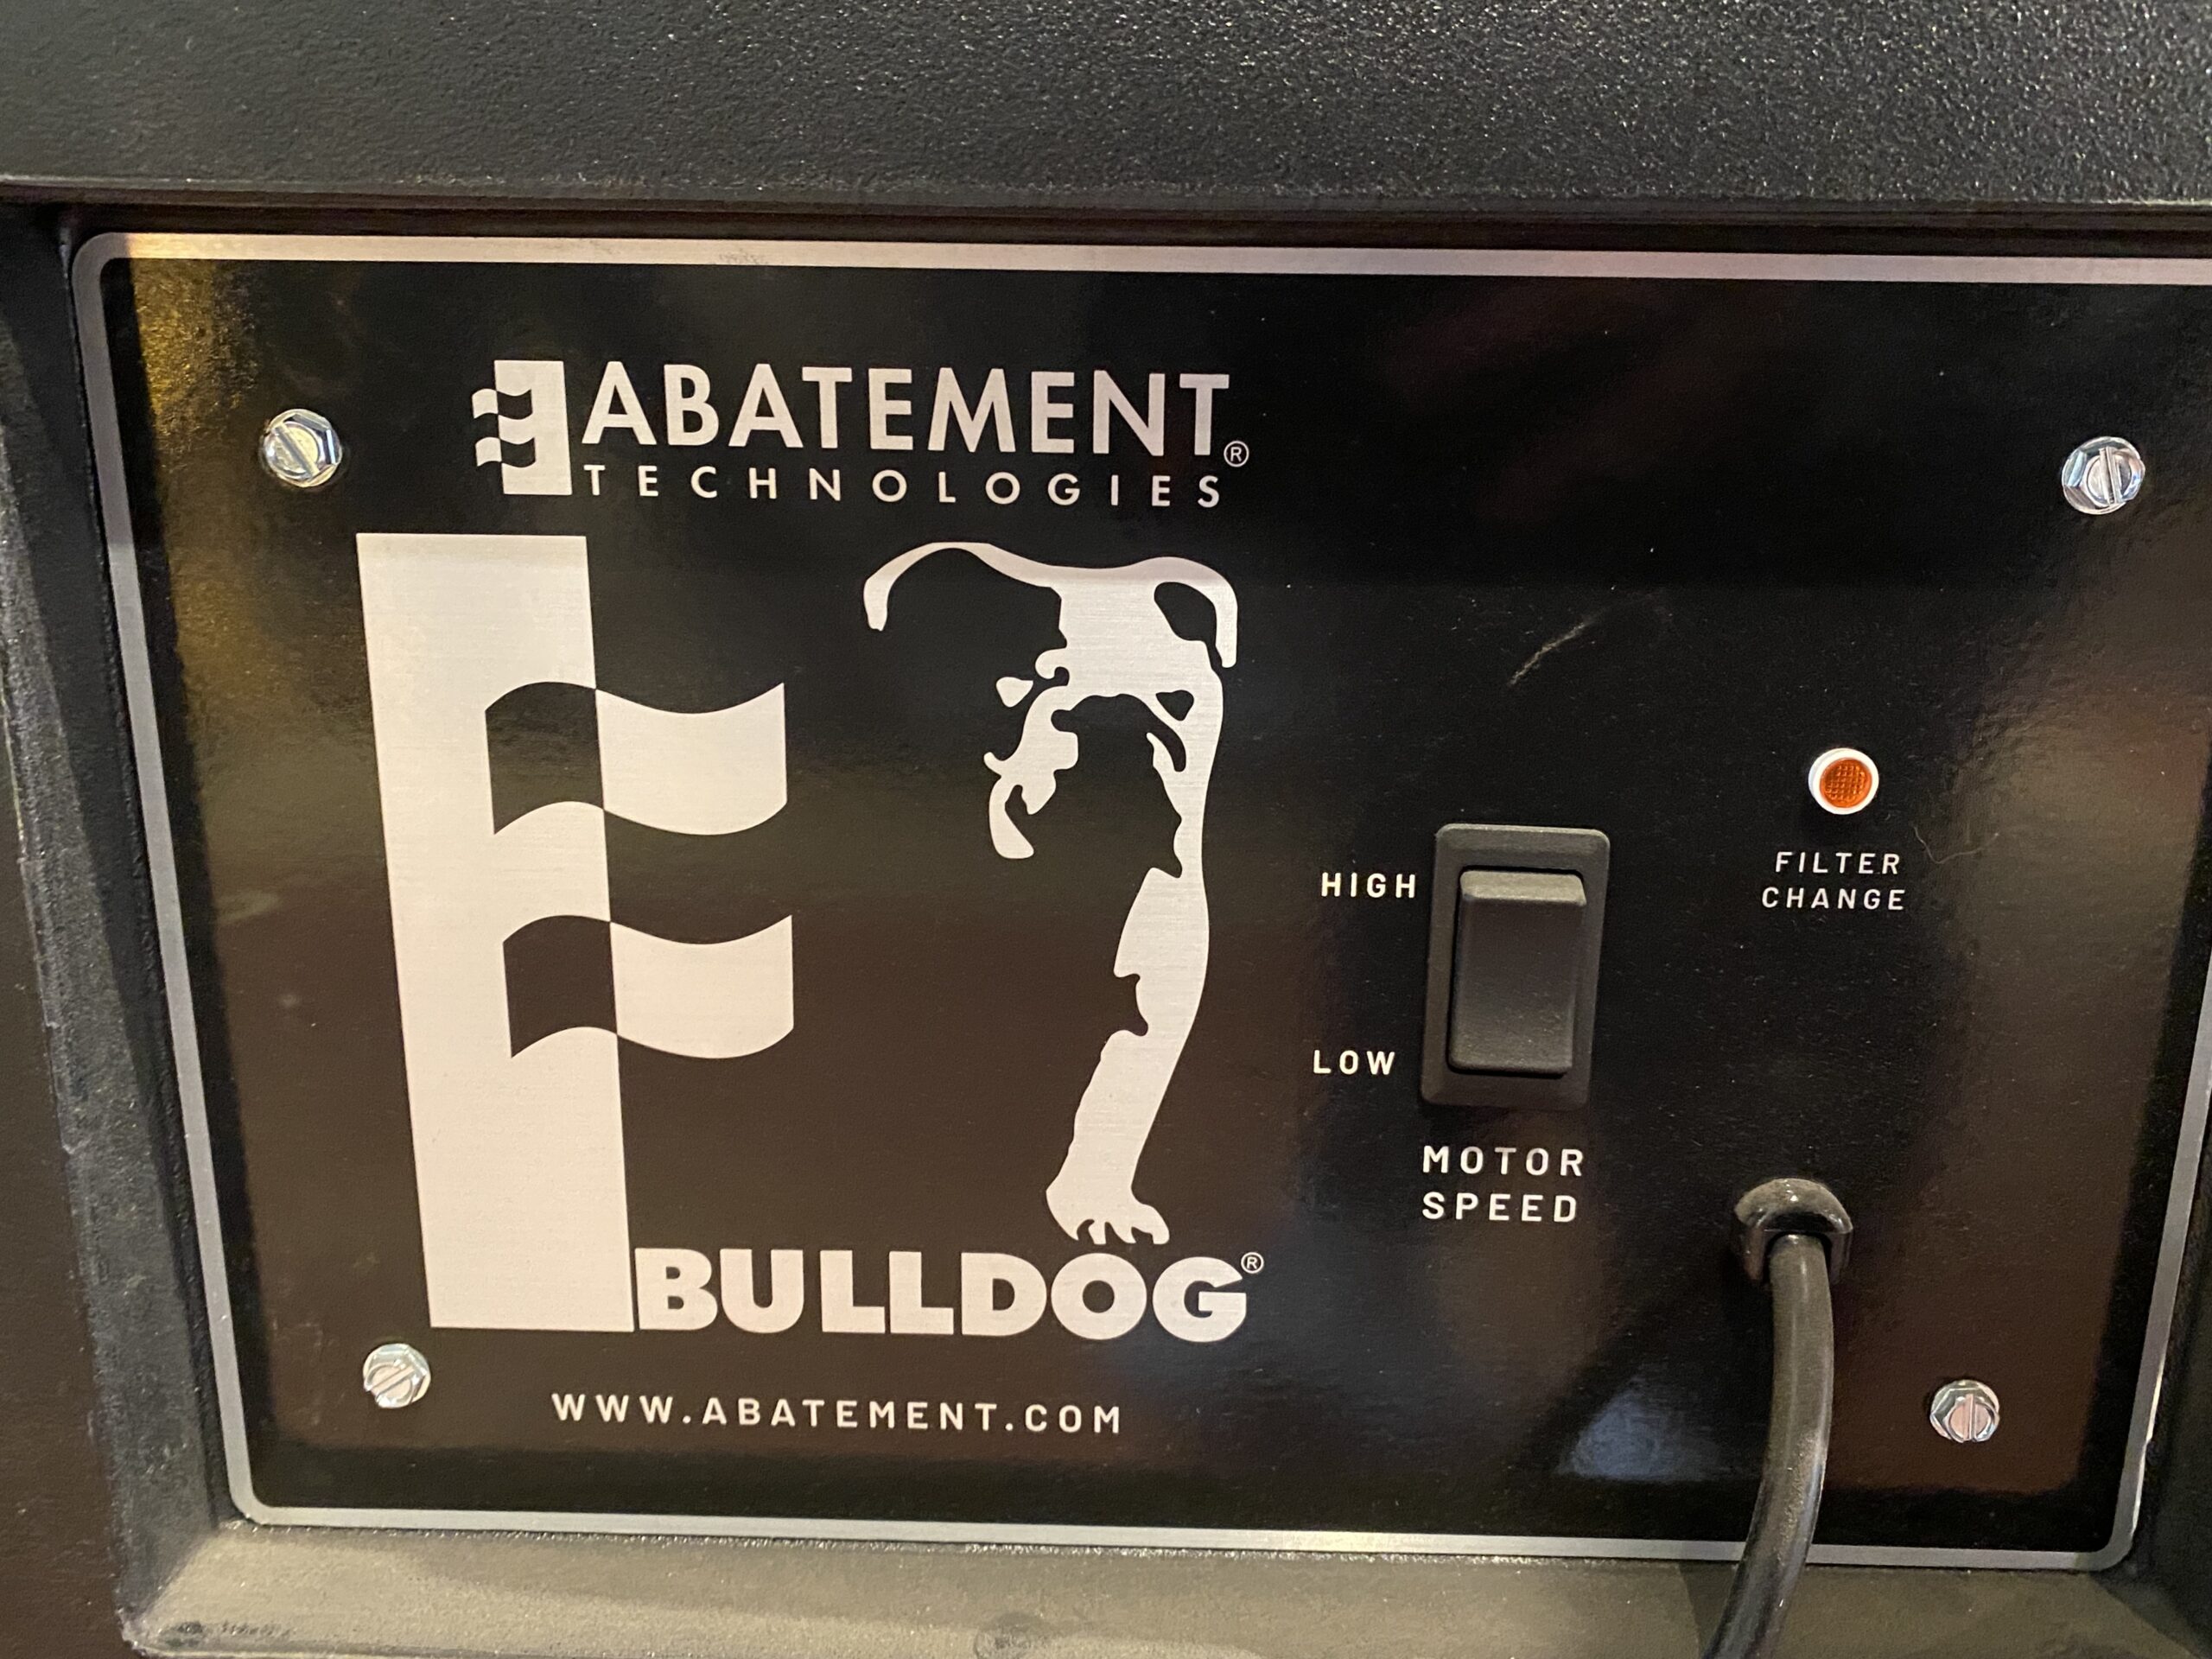 ABATEMENT®
TECHNOLOGIES
BULLDOG®
WWW.ABATEMENT.COM
HIGH
LOW
MOTOR
SPEED
FILTER
CHANGE